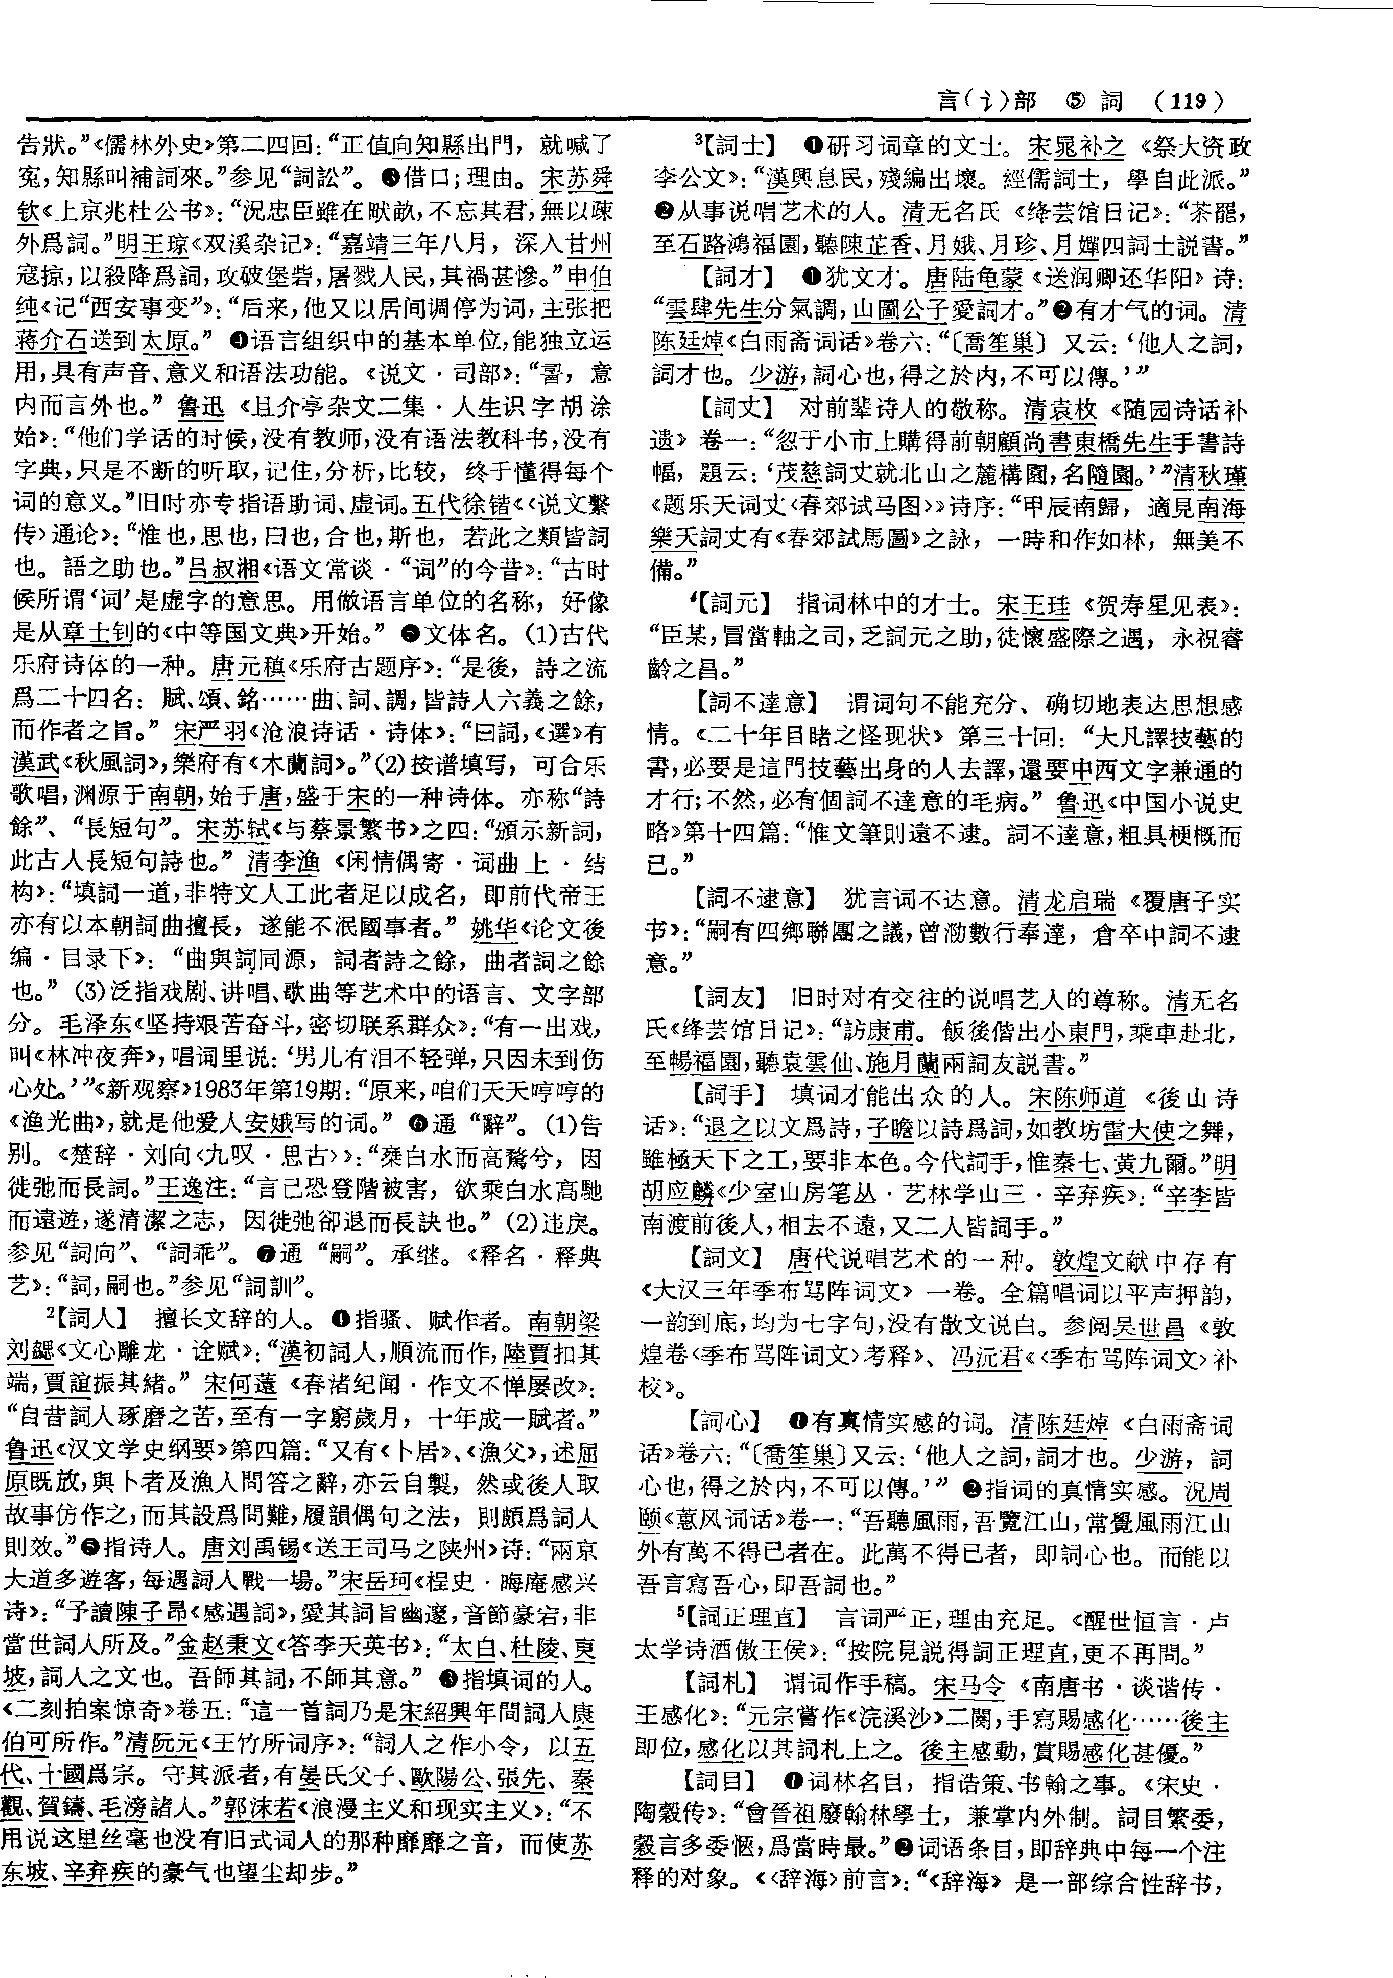 言(讠)部 ⑤ 詞 (119)
告狀。”《儒林外史》第二四回：“正值向知縣出門，就喊了
寃，知縣叫補詞來。”参见“詞訟”。❸借口；理由。宋苏舜
钦《上京兆杜公书》：“況忠臣雖在畎畝，不忘其君，無以疎
外爲詞。”明王琼《双溪杂记》：“嘉靖三年八月，深入甘州
寇掠，以殺降爲詞，攻破堡砦，屠戮人民，其禍甚慘。”申伯
纯《记“西安事变”》：“后来，他又以居间调停为词，主张把
蒋介石送到太原。”❹语言组织中的基本单位，能独立运
用，具有声音、意义和语法功能。《说文·司部》：“䛐，意
内而言外也。”鲁迅《且介亭杂文二集·人生识字胡涂
始》：“他们学话的时候，没有教师，没有语法教科书，没有
字典，只是不断的听取，记住，分析，比较，终于懂得每个
词的意义。”旧时亦专指语助词、虚词。五代徐锴《〈说文繫
传〉通论》：“惟也，思也，曰也，合也，斯也，若此之類皆詞
也。語之助也。”吕叔湘《语文常谈·“词”的今昔》：“古时
候所谓‘词’是虚字的意思。用做语言单位的名称，好像
是从章士钊的《中等国文典》开始。”❺文体名。(1)古代
乐府诗体的一种。唐元稹《乐府古题序》：“是後，詩之流
爲二十四名：賦、頌、銘……曲、詞、調，皆詩人六義之餘，
而作者之旨。”宋严羽《沧浪诗话·诗体》：“曰詞，《選》有
漢武《秋風詞》，樂府有《木蘭詞》。”(2)按谱填写，可合乐
歌唱，渊源于南朝，始于唐，盛于宋的一种诗体。亦称“詩
餘”、“長短句”。宋苏轼《与蔡景繁书》之四：“頒示新詞，
此古人長短句詩也。”清李渔《闲情偶寄·词曲上·结
构》：“填詞一道，非特文人工此者足以成名，即前代帝王
亦有以本朝詞曲擅長，遂能不泯國事者。”姚华《论文後
编·目录下》：“曲與詞同源，詞者詩之餘，曲者詞之餘
也。”(3)泛指戏剧、讲唱、歌曲等艺术中的语言、文字部
分。毛泽东《坚持艰苦奋斗，密切联系群众》：“有一出戏，
叫《林冲夜奔》，唱词里说：‘男儿有泪不轻弹，只因未到伤
心处。’”《新观察》1983年第19期：“原来，咱们天天哼哼的
《渔光曲》，就是他爱人安娥写的词。”❻通“辭”。(1)告
别。《楚辞·刘向〈九叹·思古〉》：“椉白水而高騖兮，因
徙弛而長詞。”王逸注：“言己恐登階被害，欲乘白水高馳
而遠遊，遂清潔之志，因徙弛卻退而長訣也。”(2)违戾。
参见“詞向”、“詞乖”。❼通“嗣”。承继。《释名·释典
艺》：“詞，嗣也。”参见“詞訓”。
²【詞人】 擅长文辞的人。❶指骚、赋作者。南朝梁
刘勰《文心雕龙·诠赋》：“漢初詞人，順流而作，陸賈扣其
端，賈誼振其緒。”宋何薳《春渚纪闻·作文不惮屡改》：
“自昔詞人琢磨之苦，至有一字窮歲月，十年成一賦者。”
鲁迅《汉文学史纲要》第四篇：“又有《卜居》、《漁父》，述屈
原既放，與卜者及漁人問答之辭，亦云自製，然或後人取
故事仿作之，而其設爲問難，履韻偶句之法，則頗爲詞人
則效。”❷指诗人。唐刘禹锡《送王司马之陕州》诗：“兩京
大道多遊客，每遇詞人戰一場。”宋岳珂《桯史·晦庵感兴
诗》：“予讀陳子昂《感遇詞》，愛其詞旨幽邃，音節豪宕，非
當世詞人所及。”金赵秉文《答李天英书》：“太白、杜陵、東
坡，詞人之文也。吾師其詞，不師其意。”❸指填词的人。
《二刻拍案惊奇》卷五：“這一首詞乃是宋紹興年間詞人康
伯可所作。”清阮元《王竹所词序》：“詞人之作小令，以五
代、十國爲宗。守其派者，有晏氏父子、歐陽公、張先、秦
觀、賀鑄、毛滂諸人。”郭沫若《浪漫主义和现实主义》：“不
用说这里丝毫也没有旧式词人的那种靡靡之音，而使苏
东坡、辛弃疾的豪气也望尘却步。”
³【詞士】 ❶研习词章的文士。宋晁补之《祭大资政
李公文》：“漢興息民，殘編出壞。經儒詞士，學自此派。”
❷从事说唱艺术的人。清无名氏《绛芸馆日记》：“茶罷，
至石路鴻福園，聽陳芷香、月娥、月珍、月嬋四詞士説書。”
【詞才】 ❶犹文才。唐陆龟蒙《送润卿还华阳》诗：
“雲肆先生分氣調，山圖公子愛詞才。”❷有才气的词。清
陈廷焯《白雨斋词话》卷六：“〔喬笙巢〕又云：‘他人之詞，
詞才也。少游，詞心也，得之於内，不可以傳。’”
【詞丈】 对前辈诗人的敬称。清袁枚《随园诗话补
遗》卷一：“忽于小市上購得前朝顧尚書東橋先生手書詩
幅，題云：‘茂慈詞丈就北山之麓構園，名隨園。’”清秋瑾
《题乐天词丈〈春郊试马图〉》诗序：“甲辰南歸，適見南海
樂天詞丈有《春郊試馬圖》之詠，一時和作如林，無美不
備。”
⁴【詞元】 指词林中的才士。宋王珪《贺寿星见表》：
“臣某，冒當軸之司，乏詞元之助，徒懷盛際之遇，永祝睿
齡之昌。”
【詞不達意】 谓词句不能充分、确切地表达思想感
情。《二十年目睹之怪现状》第三十回：“大凡譯技藝的
書，必要是這門技藝出身的人去譯，還要中西文字兼通的
才行；不然，必有個詞不達意的毛病。”鲁迅《中国小说史
略》第十四篇：“惟文筆則遠不逮。詞不達意，粗具梗概而
已。”
【詞不逮意】 犹言词不达意。清龙启瑞《覆唐子实
书》：“嗣有四鄉聯團之議，曾泐數行奉達，倉卒中詞不逮
意。”
【詞友】 旧时对有交往的说唱艺人的尊称。清无名
氏《绛芸馆日记》：“訪康甫。飯後偕出小東門，乘車赴北，
至暢福園，聽袁雲仙、施月蘭兩詞友説書。”
【詞手】 填词才能出众的人。宋陈师道《後山诗
话》：“退之以文爲詩，子瞻以詩爲詞，如教坊雷大使之舞，
雖極天下之工，要非本色。今代詞手，惟秦七、黄九爾。”明
胡应麟《少室山房笔丛·艺林学山三·辛弃疾》：“辛李皆
南渡前後人，相去不遠，又二人皆詞手。”
【詞文】 唐代说唱艺术的一种。敦煌文献中存有
《大汉三年季布骂阵词文》一卷。全篇唱词以平声押韵，
一韵到底，均为七字句，没有散文说白。参阅吴世昌《敦
煌卷〈季布骂阵词文〉考释》、冯沅君《〈季布骂阵词文〉补
校》。
【詞心】 ❶有真情实感的词。清陈廷焯《白雨斋词
话》卷六：“〔喬笙巢〕又云：‘他人之詞，詞才也。少游，詞
心也，得之於内，不可以傳。’”❷指词的真情实感。况周
颐《蕙风词话》卷一：“吾聽風雨，吾覽江山，常覺風雨江山
外有萬不得已者在。此萬不得已者，即詞心也。而能以
吾言寫吾心，即吾詞也。”
⁵【詞正理直】 言词严正，理由充足。《醒世恒言·卢
太学诗酒傲王侯》：“按院見説得詞正理直，更不再問。”
【詞札】 谓词作手稿。宋马令《南唐书·谈谐传·
王感化》：“元宗嘗作《浣溪沙》二闋，手寫賜感化……後主
即位，感化以其詞札上之。後主感動，賞賜感化甚優。”
【詞目】 ❶词林名目，指诰策、书翰之事。《宋史·
陶穀传》：“會晉祖廢翰林學士，兼掌内外制。詞目繁委，
穀言多委愜，爲當時最。”❷词语条目，即辞典中每一个注
释的对象。《〈辞海〉前言》：“《辞海》是一部综合性辞书，